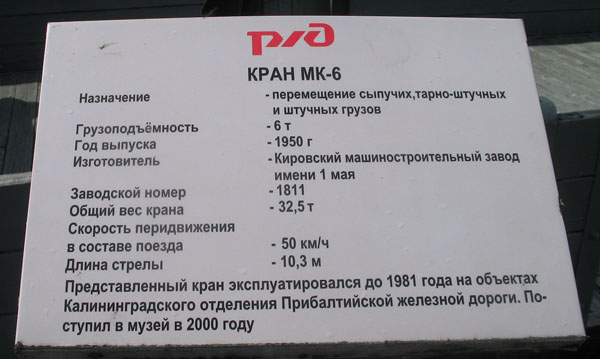 РЖД
КРАН МК-6
Назначение - перемещение сыпучих,тарно-штучных
и штучных грузов
Грузоподъёмность - 6 т
Год выпуска - 1950 г
Изготовитель - Кировский машиностроительный завод
имени 1 мая
Заводской номер - 1811
Общий вес крана - 32,5 т
Скорость перидвижения
в составе поезда - 50 км/ч
Длина стрелы - 10,3 м
Представленный кран эксплуатировался до 1981 года на объектах
Калининградского отделения Прибалтийской железной дороги. По-
ступил в музей в 2000 году